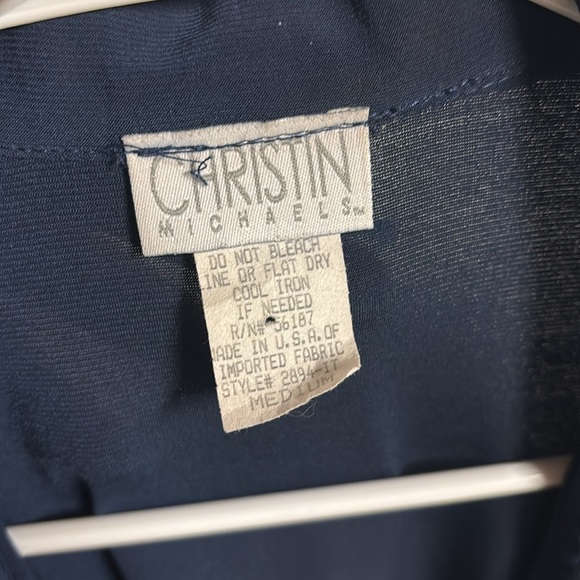 CHRISTIN
MICHAELS
DO NOT BLEACH
LINE OR FLAT DRY
COOL IRON
IF NEEDED
R/N# 56187
MADE IN U.S.A. OF
IMPORTED FABRIC
STYLE# 2894-IT
MEDIUM